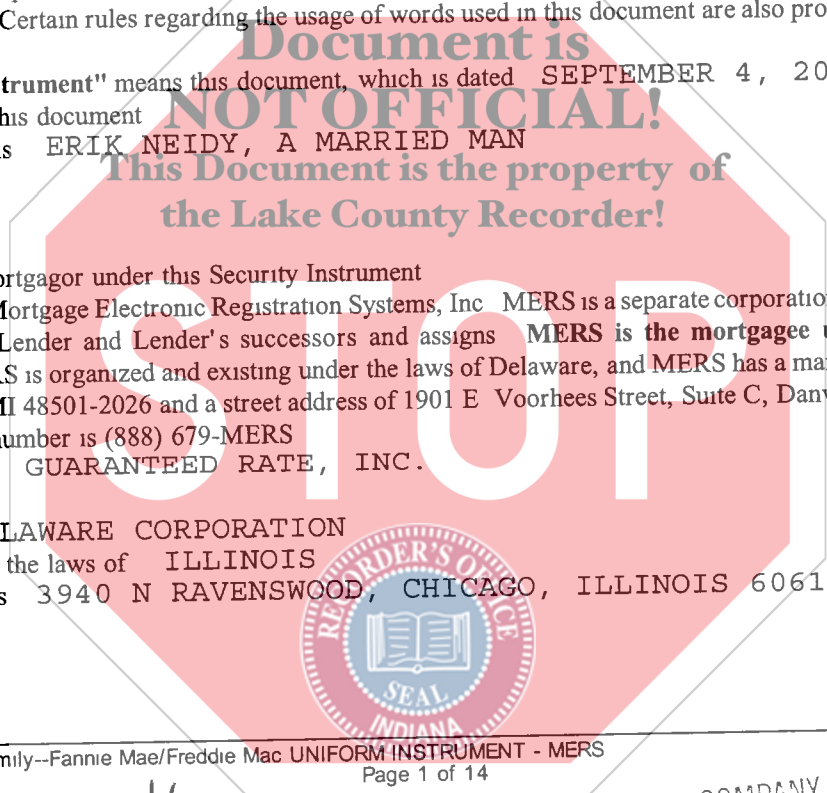 Certain rules regarding the usage of words used in this document are also pro
Document is
trument" means this document, which is dated SEPTEMBER 4, 20
his document
NOT OFFICIAL!
s ERIK NEIDY, A MARRIED MAN
This Document is the property of
the Lake County Recorder!
ortgagor under this Security Instrument
Mortgage Electronic Registration Systems, Inc MERS is a separate corporatio
Lender and Lender's successors and assigns MERS is the mortgagee u
RS is organized and existing under the laws of Delaware, and MERS has a mai
MI 48501-2026 and a street address of 1901 E Voorhees Street, Suite C, Danv
number is (888) 679-MERS
STOP
GUARANTEED RATE, INC.
LAWARE CORPORATION
the laws of ILLINOIS
s 3940 N RAVENSWOOD, CHICAGO, ILLINOIS 6061
RECORDER'S OFFICE
SEAL
INDIANA
mily--Fannie Mae/Freddie Mac UNIFORM INSTRUMENT - MERS
Page 1 of 14
COMPANY